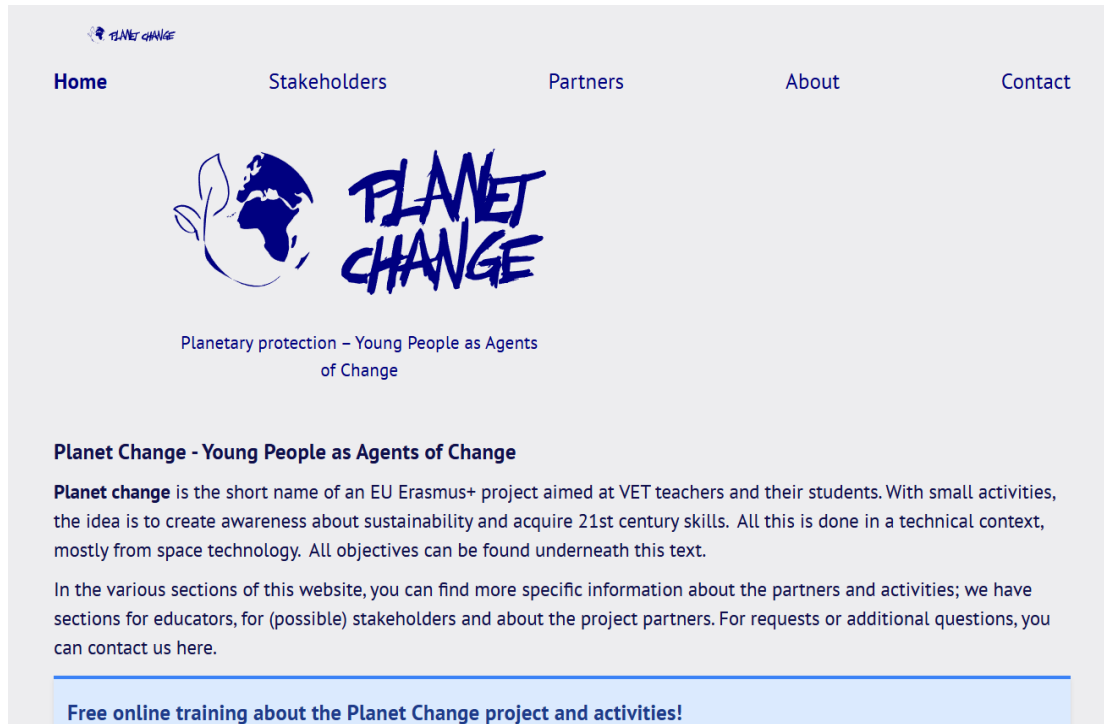 PLANET CHANGE
Home Stakeholders Partners About Contact
PLANET
CHANGE
Planetary protection – Young People as Agents
of Change
Planet Change - Young People as Agents of Change
Planet change is the short name of an EU Erasmus+ project aimed at VET teachers and their students. With small activities,
the idea is to create awareness about sustainability and acquire 21st century skills.  All this is done in a technical context,
mostly from space technology.  All objectives can be found underneath this text.
In the various sections of this website, you can find more specific information about the partners and activities; we have
sections for educators, for (possible) stakeholders and about the project partners. For requests or additional questions, you
can contact us here.
Free online training about the Planet Change project and activities!